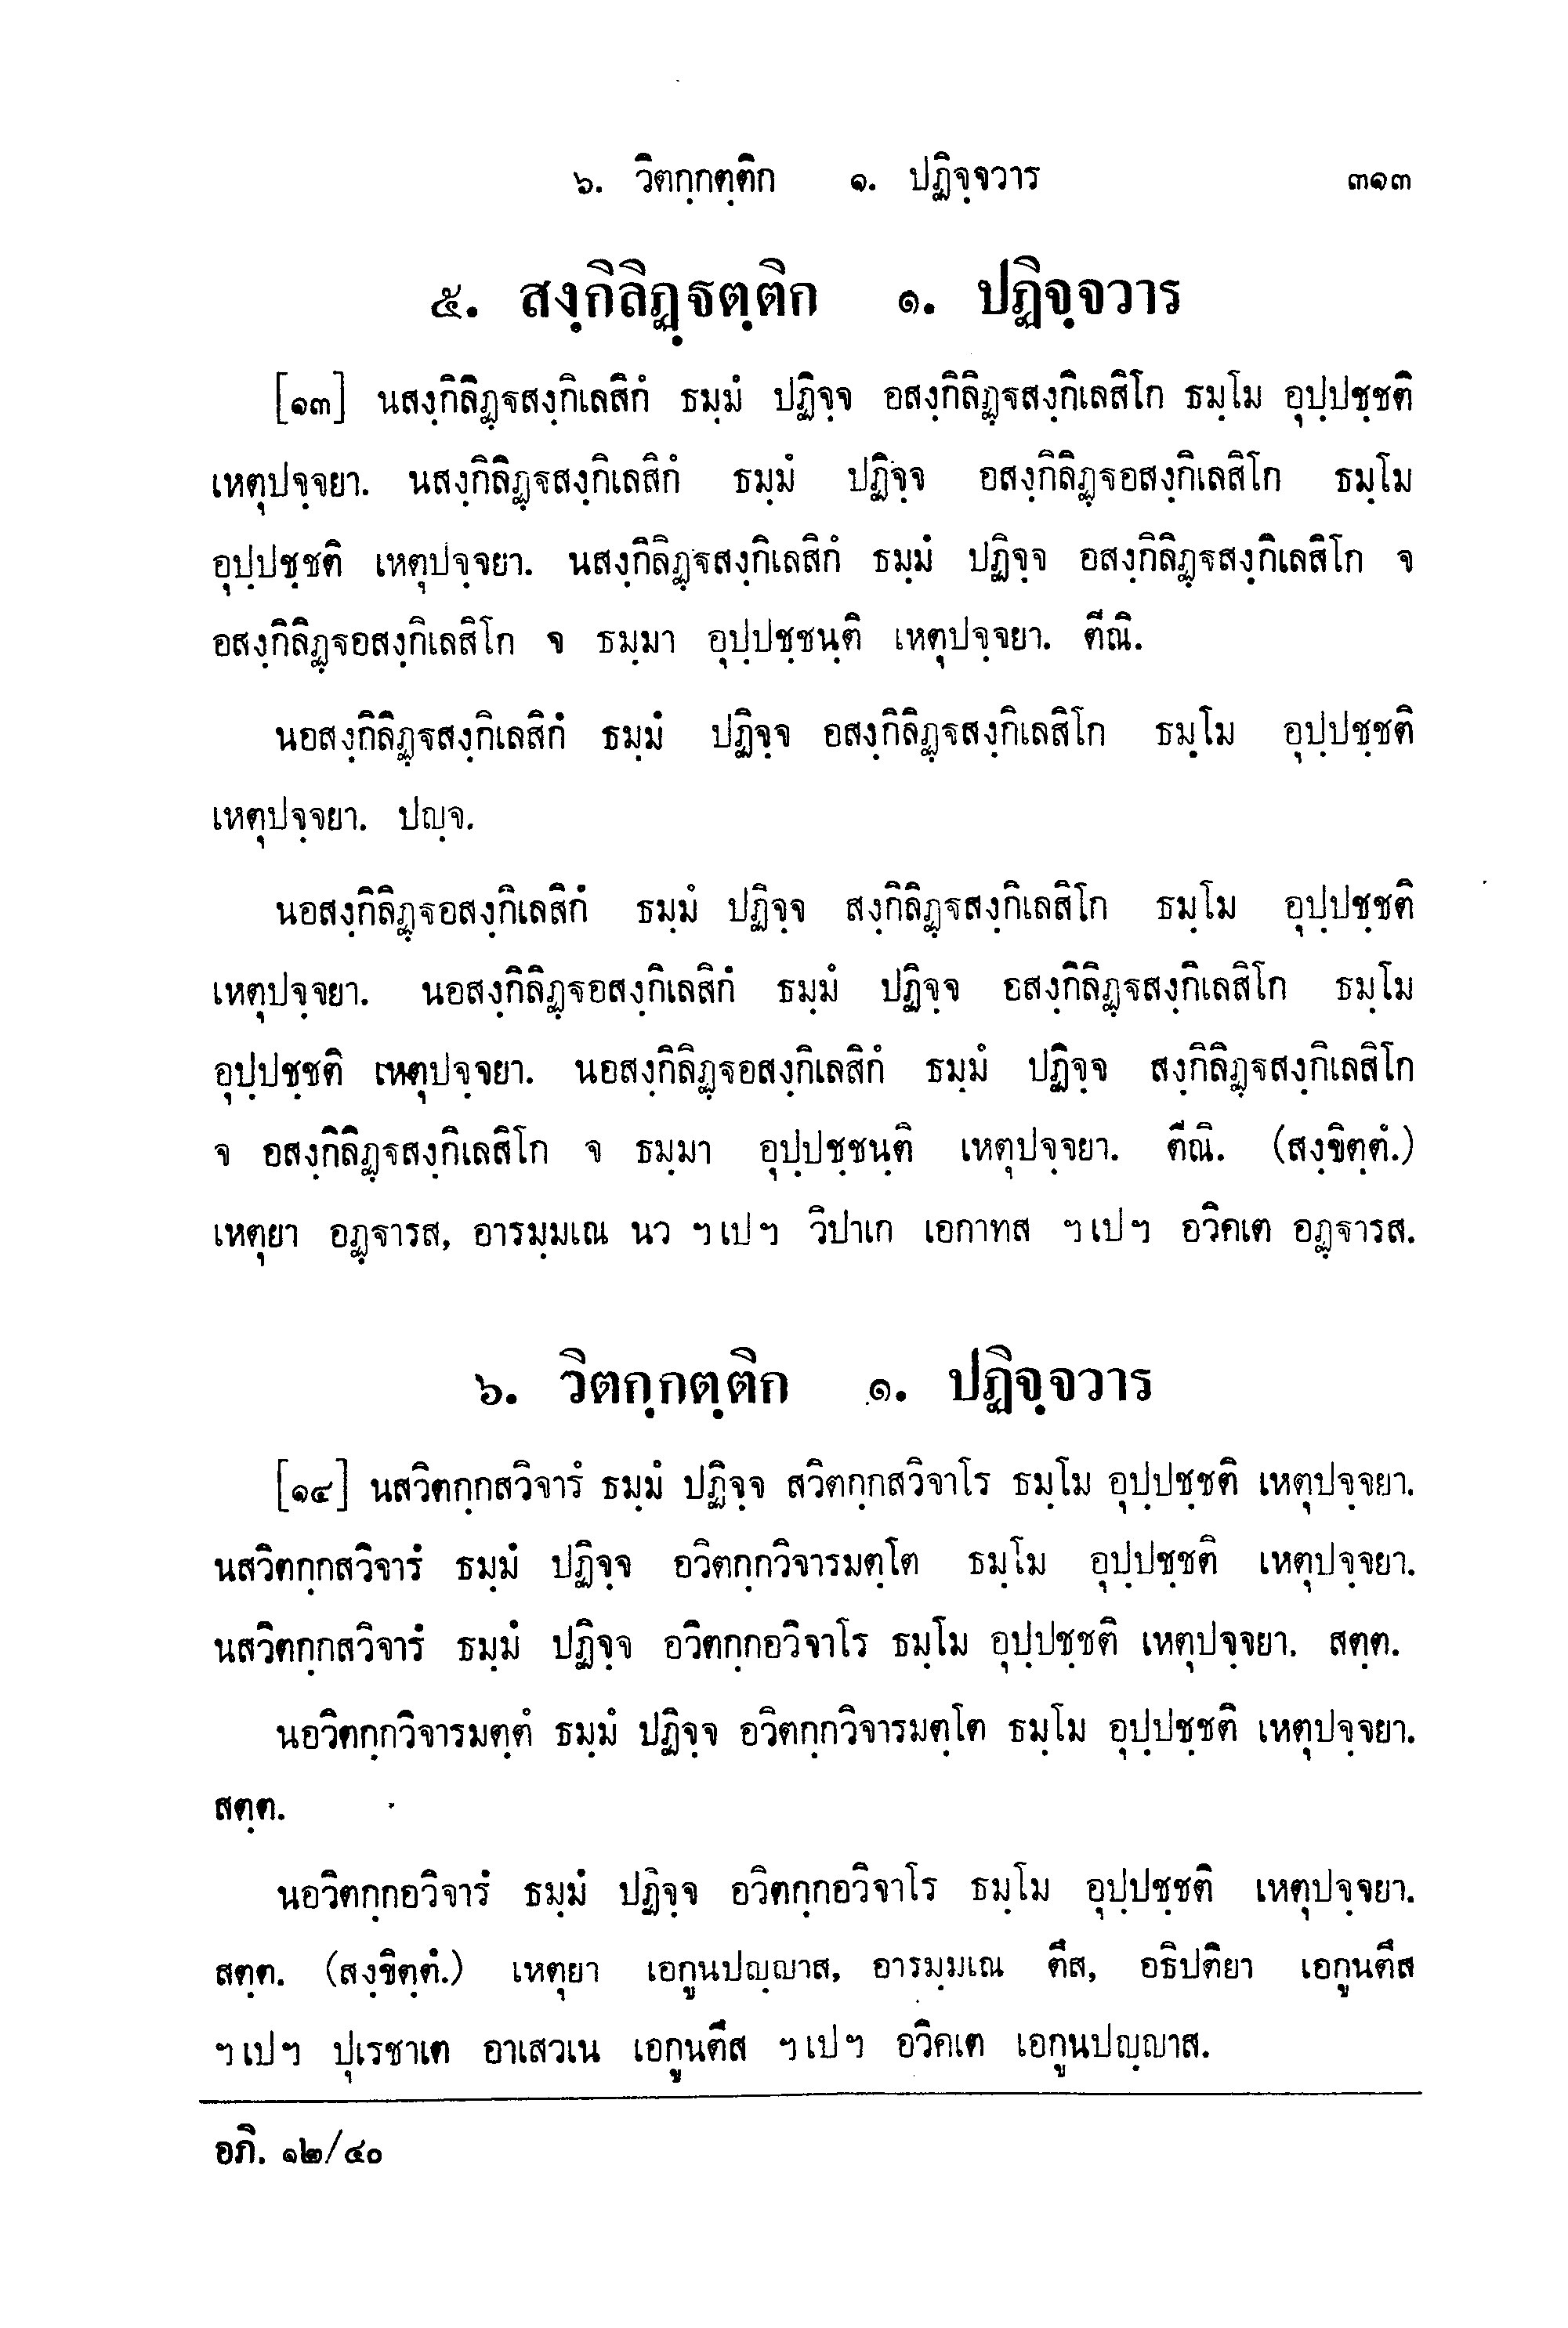 ๖. วิตกฺกตฺติก ๑. ปฏิจฺจวาร ๓๑๓
๕. สงฺกิลิฏฺฐตฺติก ๑. ปฏิจฺจวาร
[๑๓] นสงฺกิลิฏฺฐสงฺกิเลสิกํ ธมฺมํ ปฏิจฺจ อสงฺกิลิฏฺฐสงฺกิเลสิโก ธมฺโม อุปฺปชฺชติ
เหตุปจฺจยา. นสงฺกิลิฏฺฐสงฺกิเลสิกํ ธมฺมํ ปฏิจฺจ อสงฺกิลิฏฺฐอสงฺกิเลสิโก ธมฺโม
อุปฺปชฺชติ เหตุปจฺจยา. นสงฺกิลิฏฺฐสงฺกิเลสิกํ ธมฺมํ ปฏิจฺจ อสงฺกิลิฏฺฐสงฺกิเลสิโก จ
อสงฺกิลิฏฺฐอสงฺกิเลสิโก จ ธมฺมา อุปฺปชฺชนฺติ เหตุปจฺจยา. ตีณิ.
นอสงฺกิลิฏฺฐสงฺกิเลสิกํ ธมฺมํ ปฏิจฺจ อสงฺกิลิฏฺฐสงฺกิเลสิโก ธมฺโม อุปฺปชฺชติ
เหตุปจฺจยา. ปญฺจ.
นอสงฺกิลิฏฺฐอสงฺกิเลสิกํ ธมฺมํ ปฏิจฺจ สงฺกิลิฏฺฐสงฺกิเลสิโก ธมฺโม อุปฺปชฺชติ
เหตุปจฺจยา. นอสงฺกิลิฏฺฐอสงฺกิเลสิกํ ธมฺมํ ปฏิจฺจ อสงฺกิลิฏฺฐสงฺกิเลสิโก ธมฺโม
อุปฺปชฺชติ เหตุปจฺจยา. นอสงฺกิลิฏฺฐอสงฺกิเลสิกํ ธมฺมํ ปฏิจฺจ สงฺกิลิฏฺฐสงฺกิเลสิโก
จ อสงฺกิลิฏฺฐสงฺกิเลสิโก จ ธมฺมา อุปฺปชฺชนฺติ เหตุปจฺจยา. ตีณิ. (สงฺขิตฺตํ.)
เหตุยา อฏฺฐารส, อารมฺมเณ นว ฯ เป ฯ วิปาเก เอกาทส ฯ เป ฯ อวิคเต อฏฺฐารส.
๖. วิตกฺกตฺติก ๑. ปฏิจฺจวาร
[๑๔] นสวิตกฺกสวิจารํ ธมฺมํ ปฏิจฺจ สวิตกฺกสวิจาโร ธมฺโม อุปฺปชฺชติ เหตุปจฺจยา.
นสวิตกฺกสวิจารํ ธมฺมํ ปฏิจฺจ อวิตกฺกวิจารมตฺโต ธมฺโม อุปฺปชฺชติ เหตุปจฺจยา.
นสวิตกฺกสวิจารํ ธมฺมํ ปฏิจฺจ อวิตกฺกอวิจาโร ธมฺโม อุปฺปชฺชติ เหตุปจฺจยา. สตฺต.
นอวิตกฺกวิจารมตฺตํ ธมฺมํ ปฏิจฺจ อวิตกฺกวิจารมตฺโต ธมฺโม อุปฺปชฺชติ เหตุปจฺจยา.
สตฺต.
นอวิตกฺกอวิจารํ ธมฺมํ ปฏิจฺจ อวิตกฺกอวิจาโร ธมฺโม อุปฺปชฺชติ เหตุปจฺจยา.
สตฺต. (สงฺขิตฺตํ.) เหตุยา เอกูนปญฺญาส, อารมฺมเณ ตึส, อธิปติยา เอกูนตึส
ฯ เป ฯ ปุเรชาเต อาเสวเน เอกูนตึส ฯ เป ฯ อวิคเต เอกูนปญฺญาส.
อภิ. ๑๒/๔๐